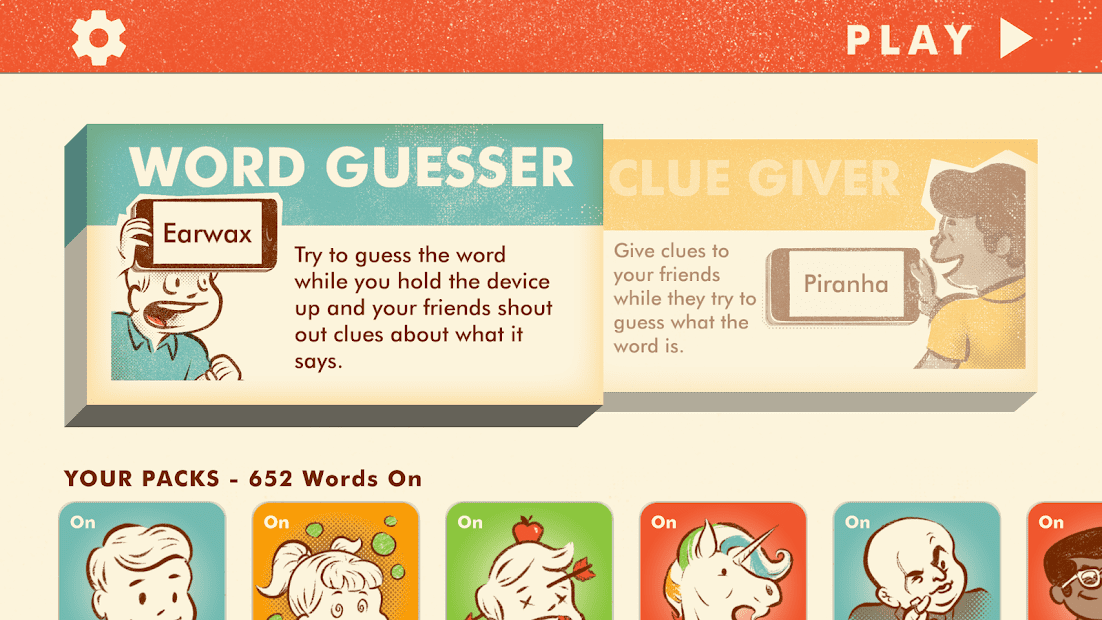 PLAY
WORD GUESSER
Earwax
Try to guess the word
while you hold the device
up and your friends shout
out clues about what it
says.
CLUE GIVER
Give clues to
your friends
while they try to
guess what the
word is.
Piranha
YOUR PACKS - 652 Words On
On
On
On
On
On
On